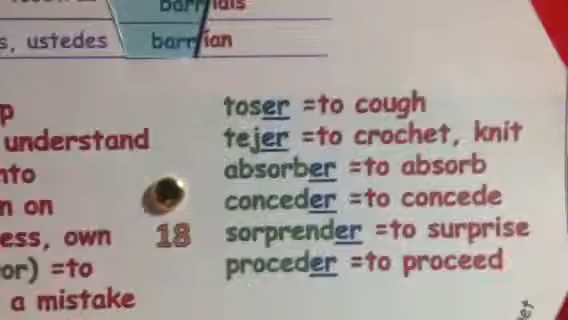 barríais
s, ustedes barrían
p
understand
nto
n on
ess, own
or) =to
a mistake
18
toser =to cough
tejer =to crochet, knit
absorber =to absorb
conceder =to concede
sorprender =to surprise
proceder =to proceed